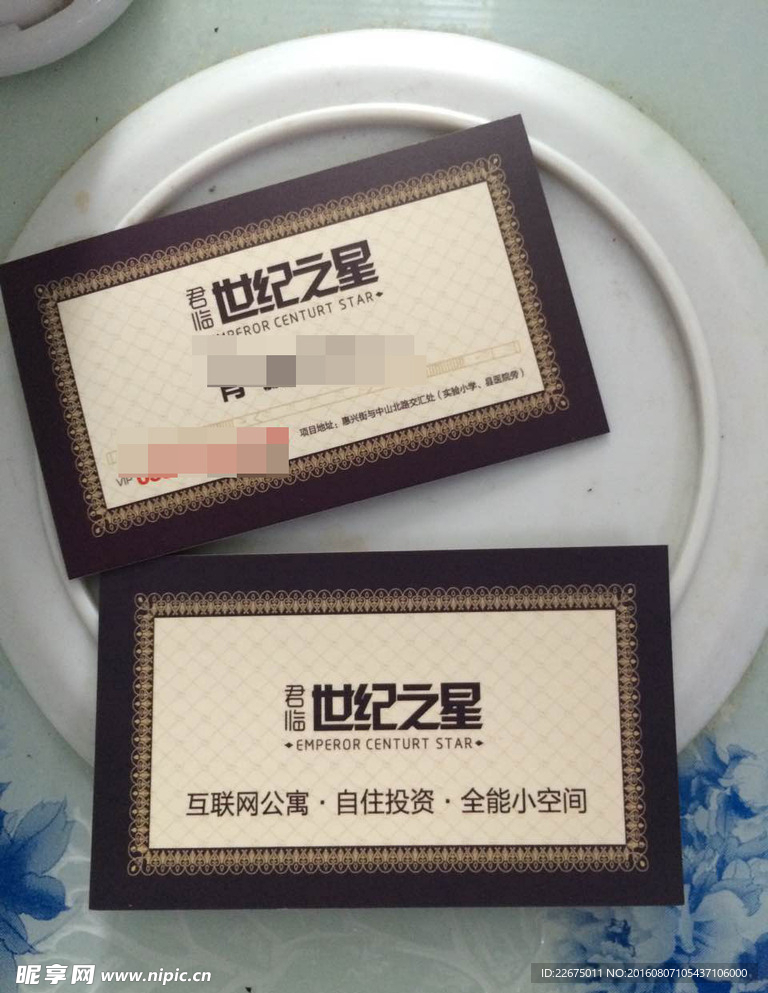 君临 世纪之星
EMPEROR CENTURT STAR
项目地址：惠兴街与中山北路交汇处（实验小学、县医院旁）
VIP
君临 世纪之星
EMPEROR CENTURT STAR
互联网公寓·自住投资·全能小空间
昵享网 www.nipic.cn
ID:22675011 NO:20160807105437106000